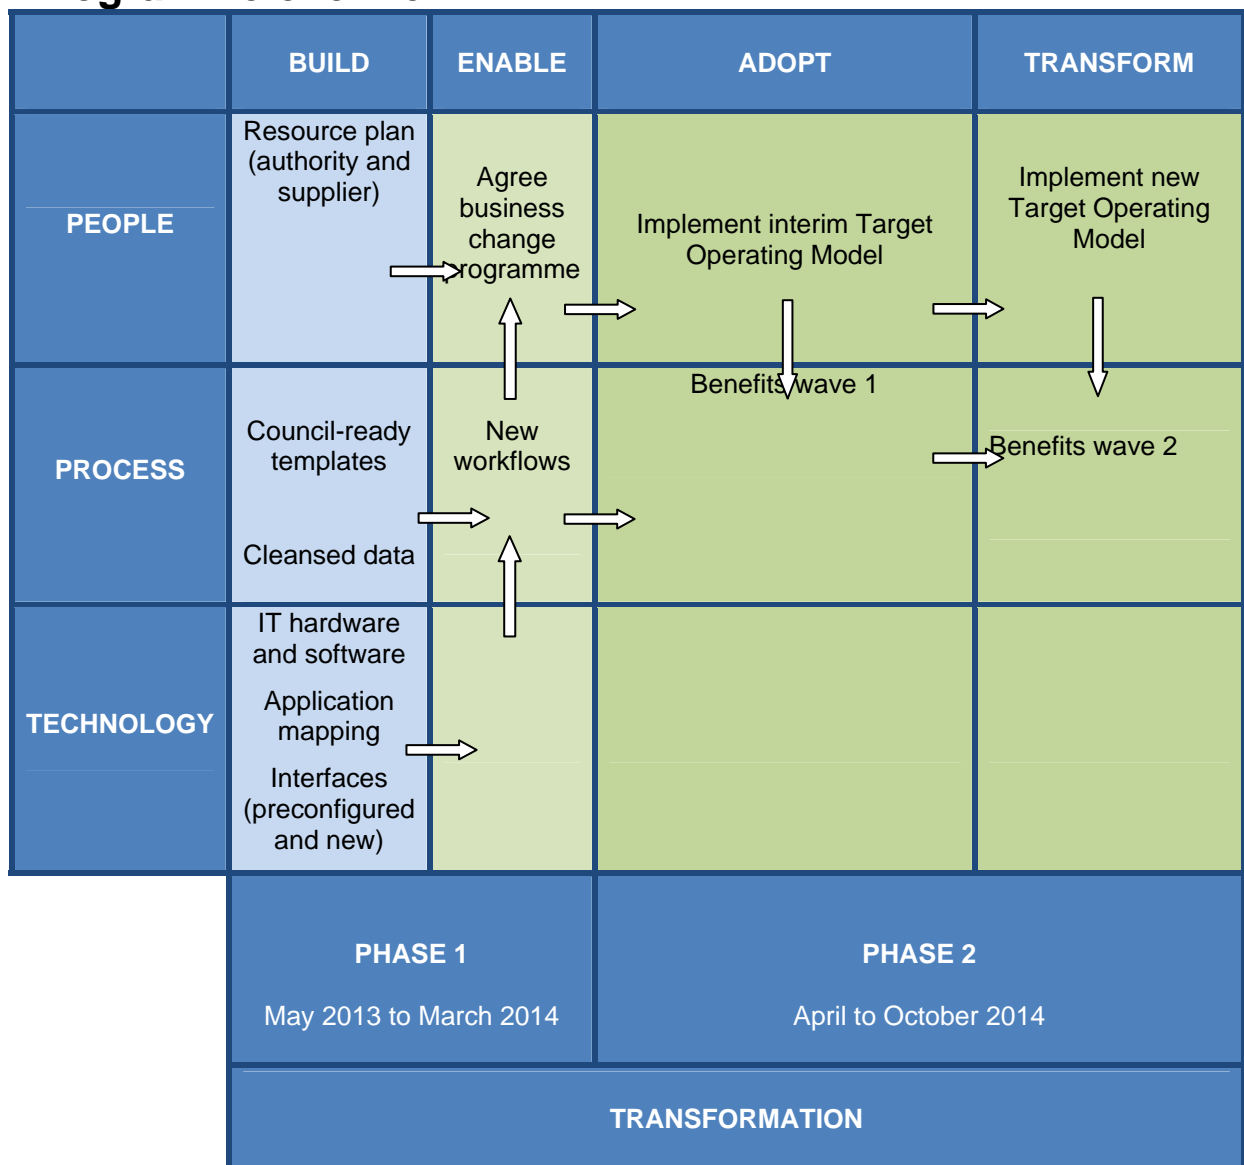 BUILD
ENABLE
ADOPT
TRANSFORM
PEOPLE
Resource plan
(authority and
supplier)
Agree
business
change
programme
Implement interim Target
Operating Model
Implement new
Target Operating
Model
PROCESS
Council-ready
templates
Cleansed data
New
workflows
Benefits wave 1
Benefits wave 2
TECHNOLOGY
IT hardware
and software
Application
mapping
Interfaces
(preconfigured
and new)
PHASE 1
May 2013 to March 2014
PHASE 2
April to October 2014
TRANSFORMATION